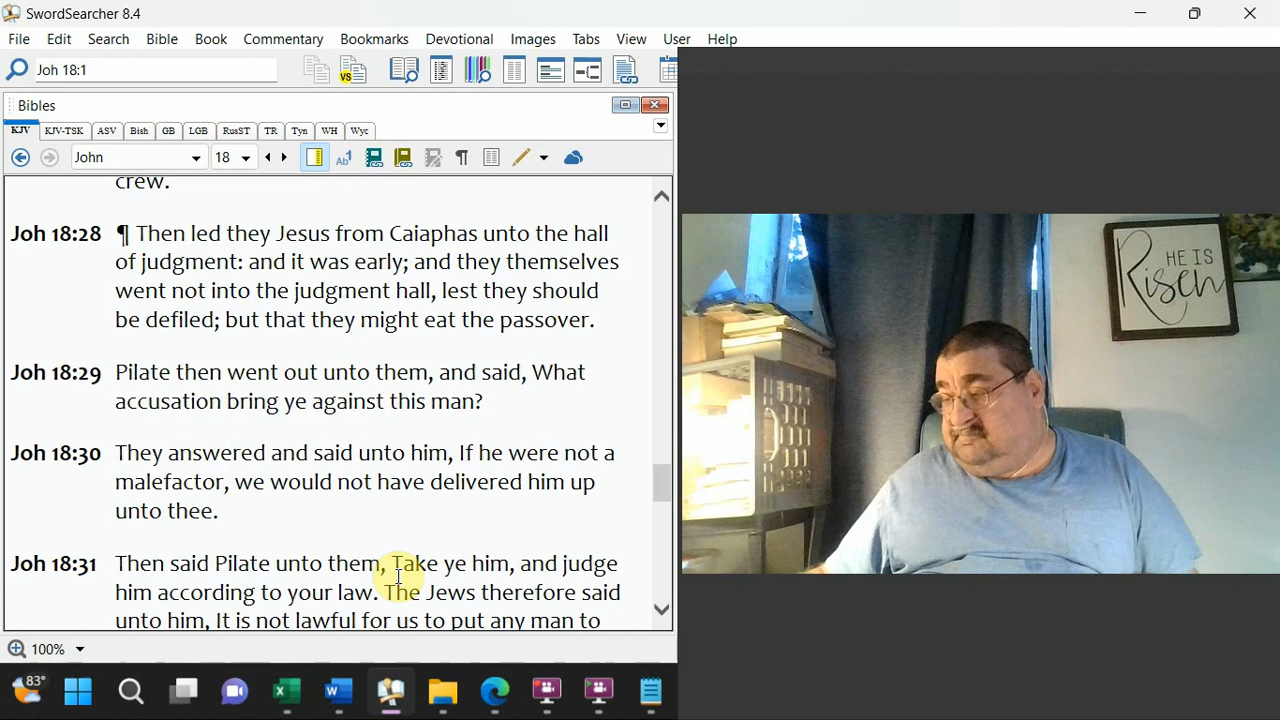 SwordSearcher 8.4
File Edit Search Bible Book Commentary Bookmarks Devotional Images Tabs View User Help
Joh 18:1
VS
Bibles
KJV KJV-TSK ASV Bish GB LGB RusST TR Tyn WH Wyc
John 18
crew.
Joh 18:28 ¶ Then led they Jesus from Caiaphas unto the hall
of judgment: and it was early; and they themselves
went not into the judgment hall, lest they should
be defiled; but that they might eat the passover.
Joh 18:29 Pilate then went out unto them, and said, What
accusation bring ye against this man?
Joh 18:30 They answered and said unto him, If he were not a
malefactor, we would not have delivered him up
unto thee.
Joh 18:31 Then said Pilate unto them, Take ye him, and judge
him according to your law. The Jews therefore said
unto him, It is not lawful for us to put any man to
100%
83°
HE IS
Risen